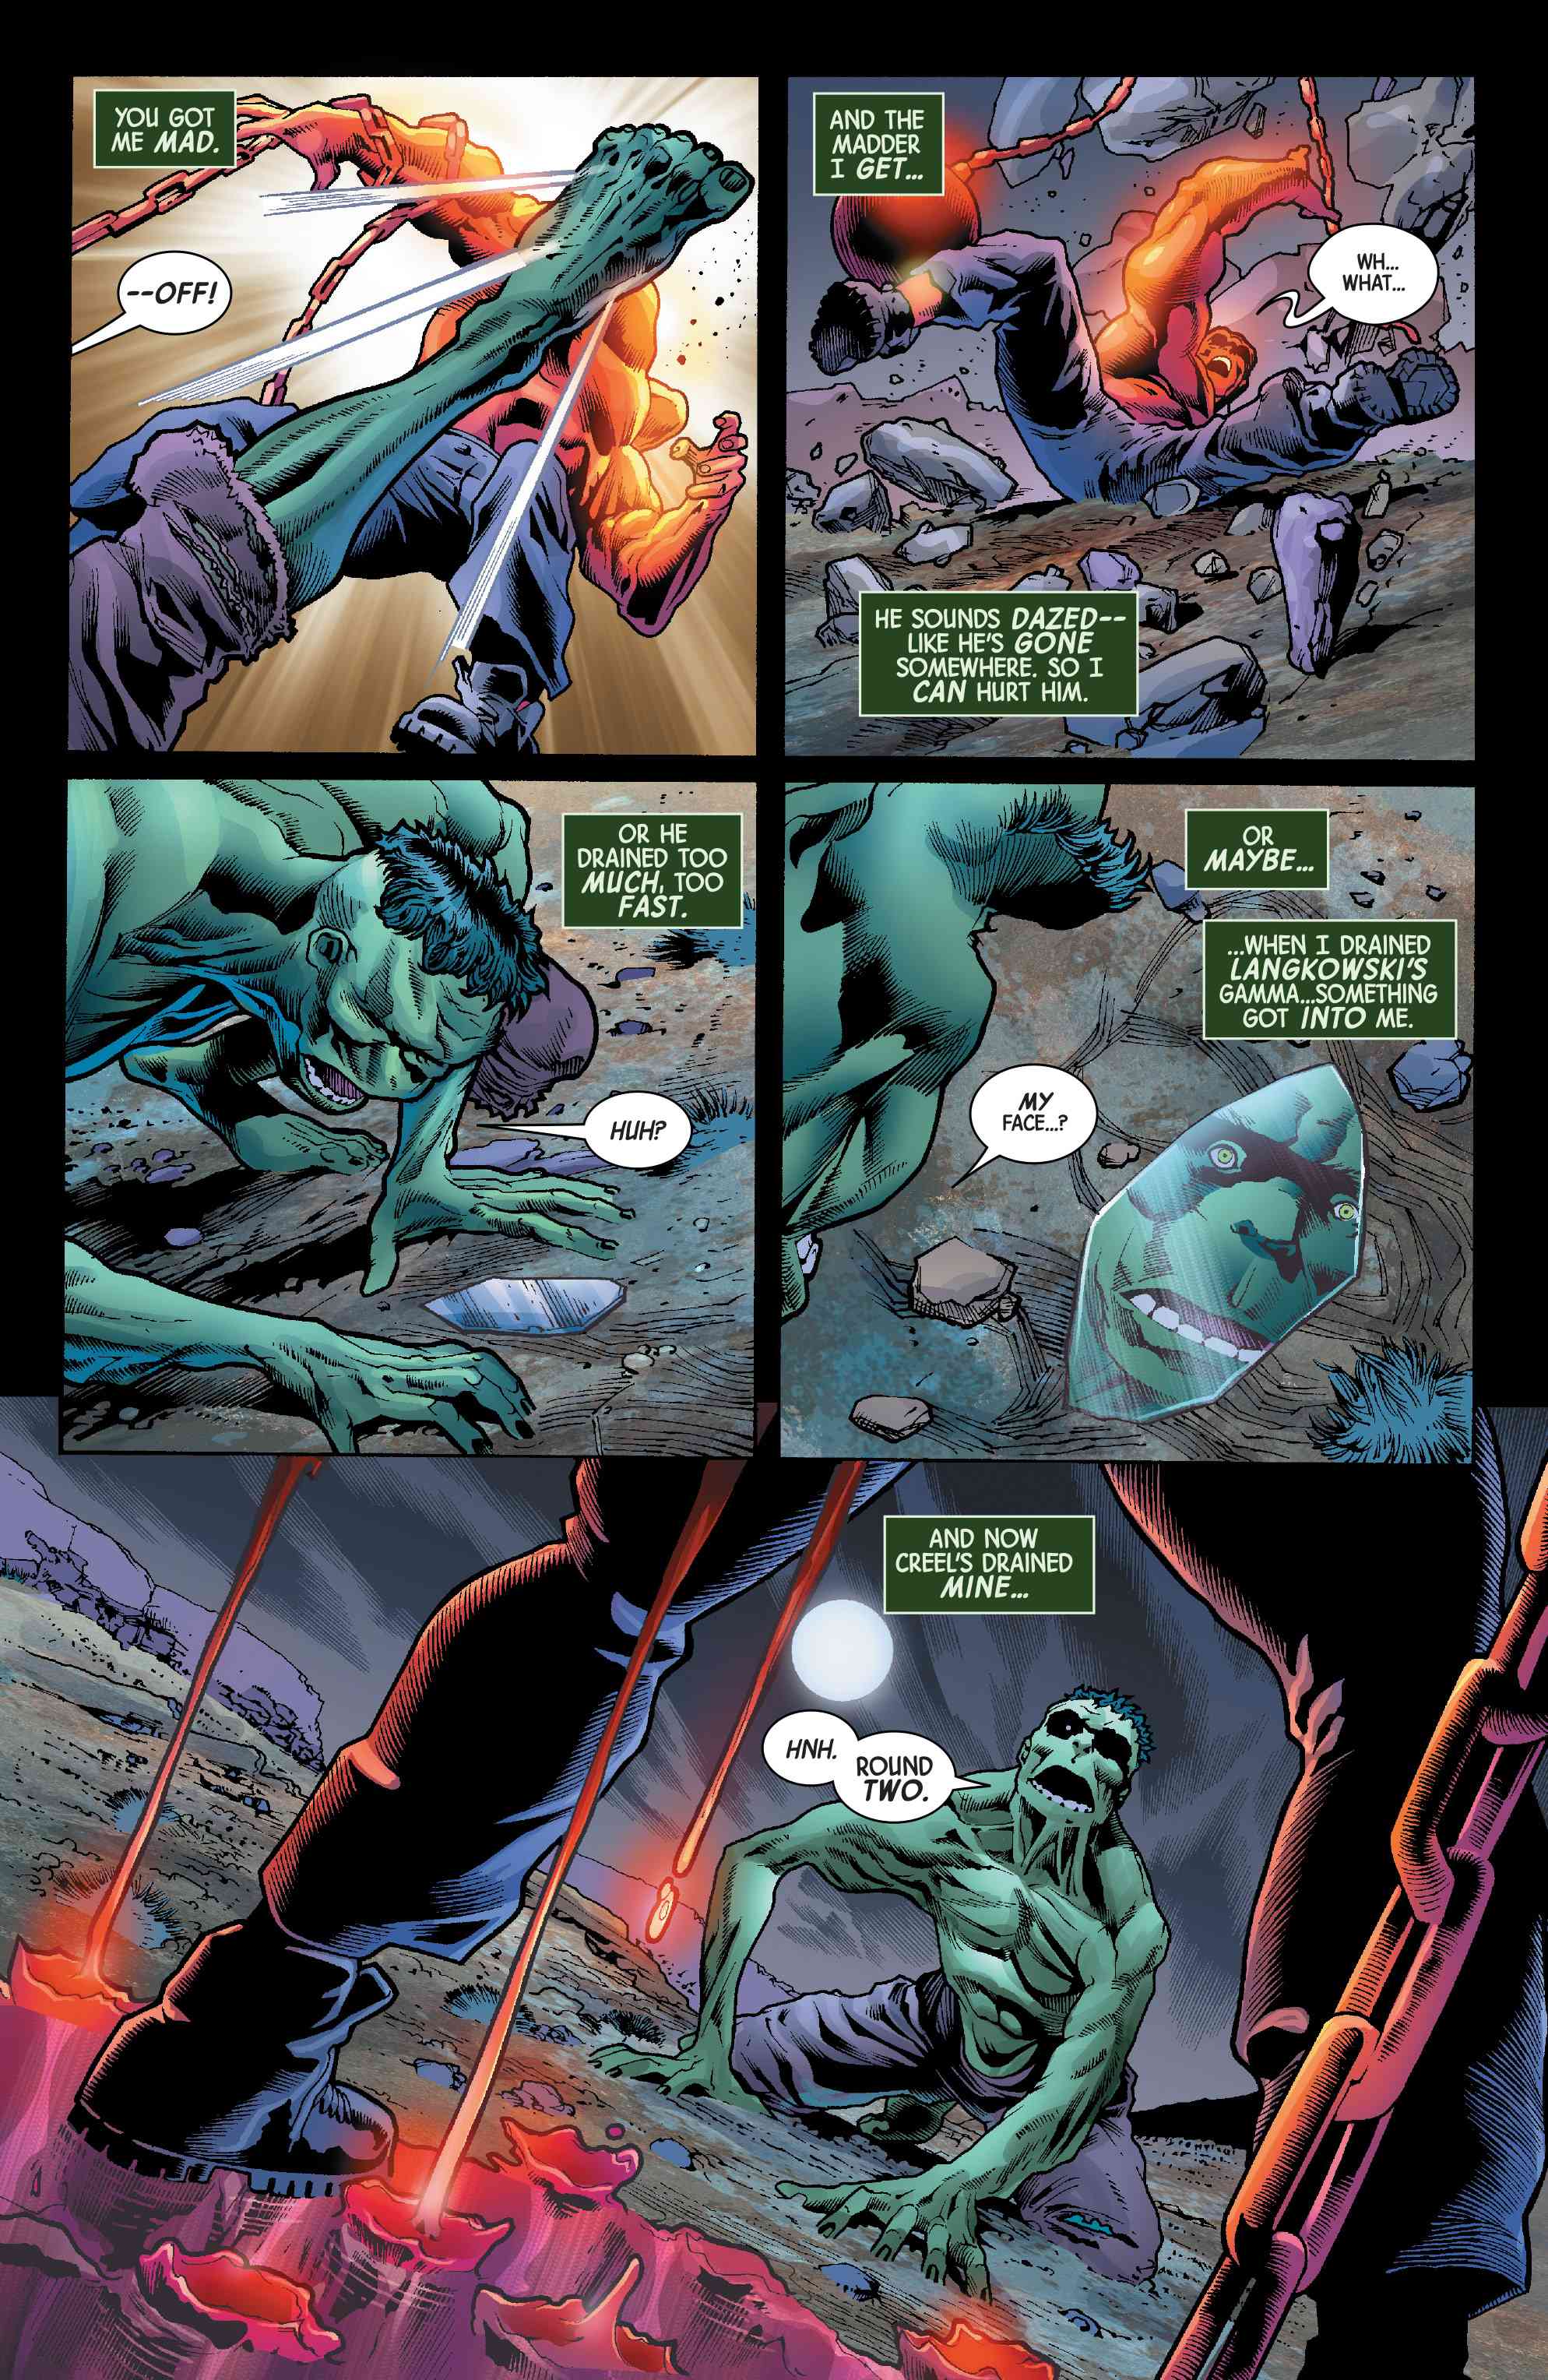 YOU GOT
ME MAD.
--OFF!
AND THE
MADDER
I GET...
WH...
WHAT...
HE SOUNDS DAZED--
LIKE HE'S GONE
SOMEWHERE. SO I
CAN HURT HIM.
OR HE
DRAINED TOO
MUCH, TOO
FAST.
HUH?
OR
MAYBE...
...WHEN I DRAINED
LANGKOWSKI'S
GAMMA...SOMETHING
GOT INTO ME.
MY
FACE...?
AND NOW
CREEL'S DRAINED
MINE...
HNH.
ROUND
TWO.